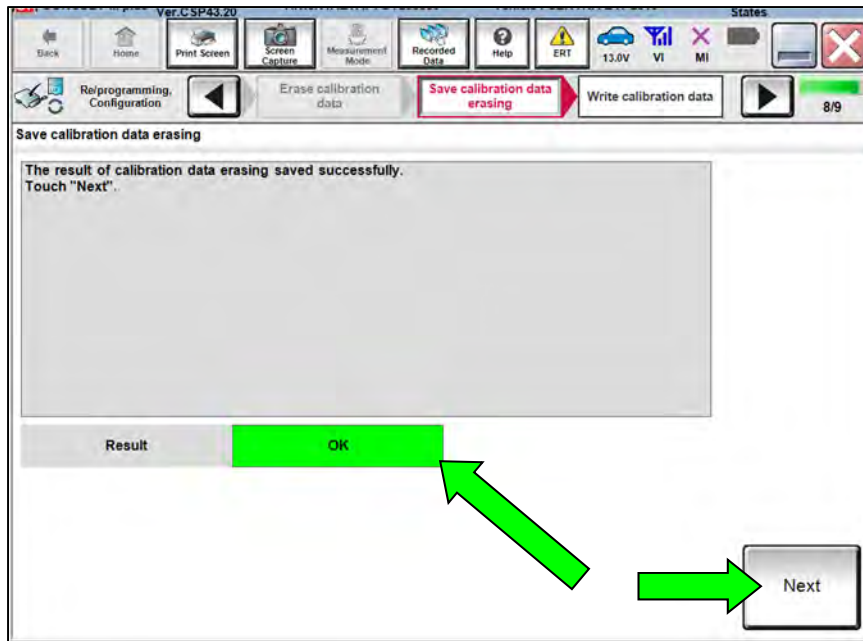 Ver.CSP43.20
States
Back
Home
Print Screen
Screen
Capture
Measurement
Mode
Recorded
Data
Help
ERT
13.0V
VI
MI
Re/programming,
Configuration
Erase calibration
data
Save calibration data
erasing
Write calibration data
8/9
Save calibration data erasing
The result of calibration data erasing saved successfully.
Touch "Next".
Result
OK
Next